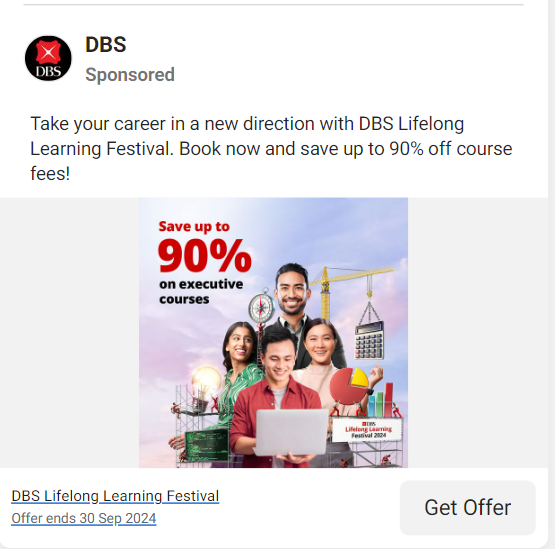 DBS
DBS
Sponsored
Take your career in a new direction with DBS Lifelong
Learning Festival. Book now and save up to 90% off course
fees!
Save up to
90%
on executive
courses
DBS
Lifelong Learning
Festival 2024
DBS Lifelong Learning Festival
Offer ends 30 Sep 2024
Get Offer